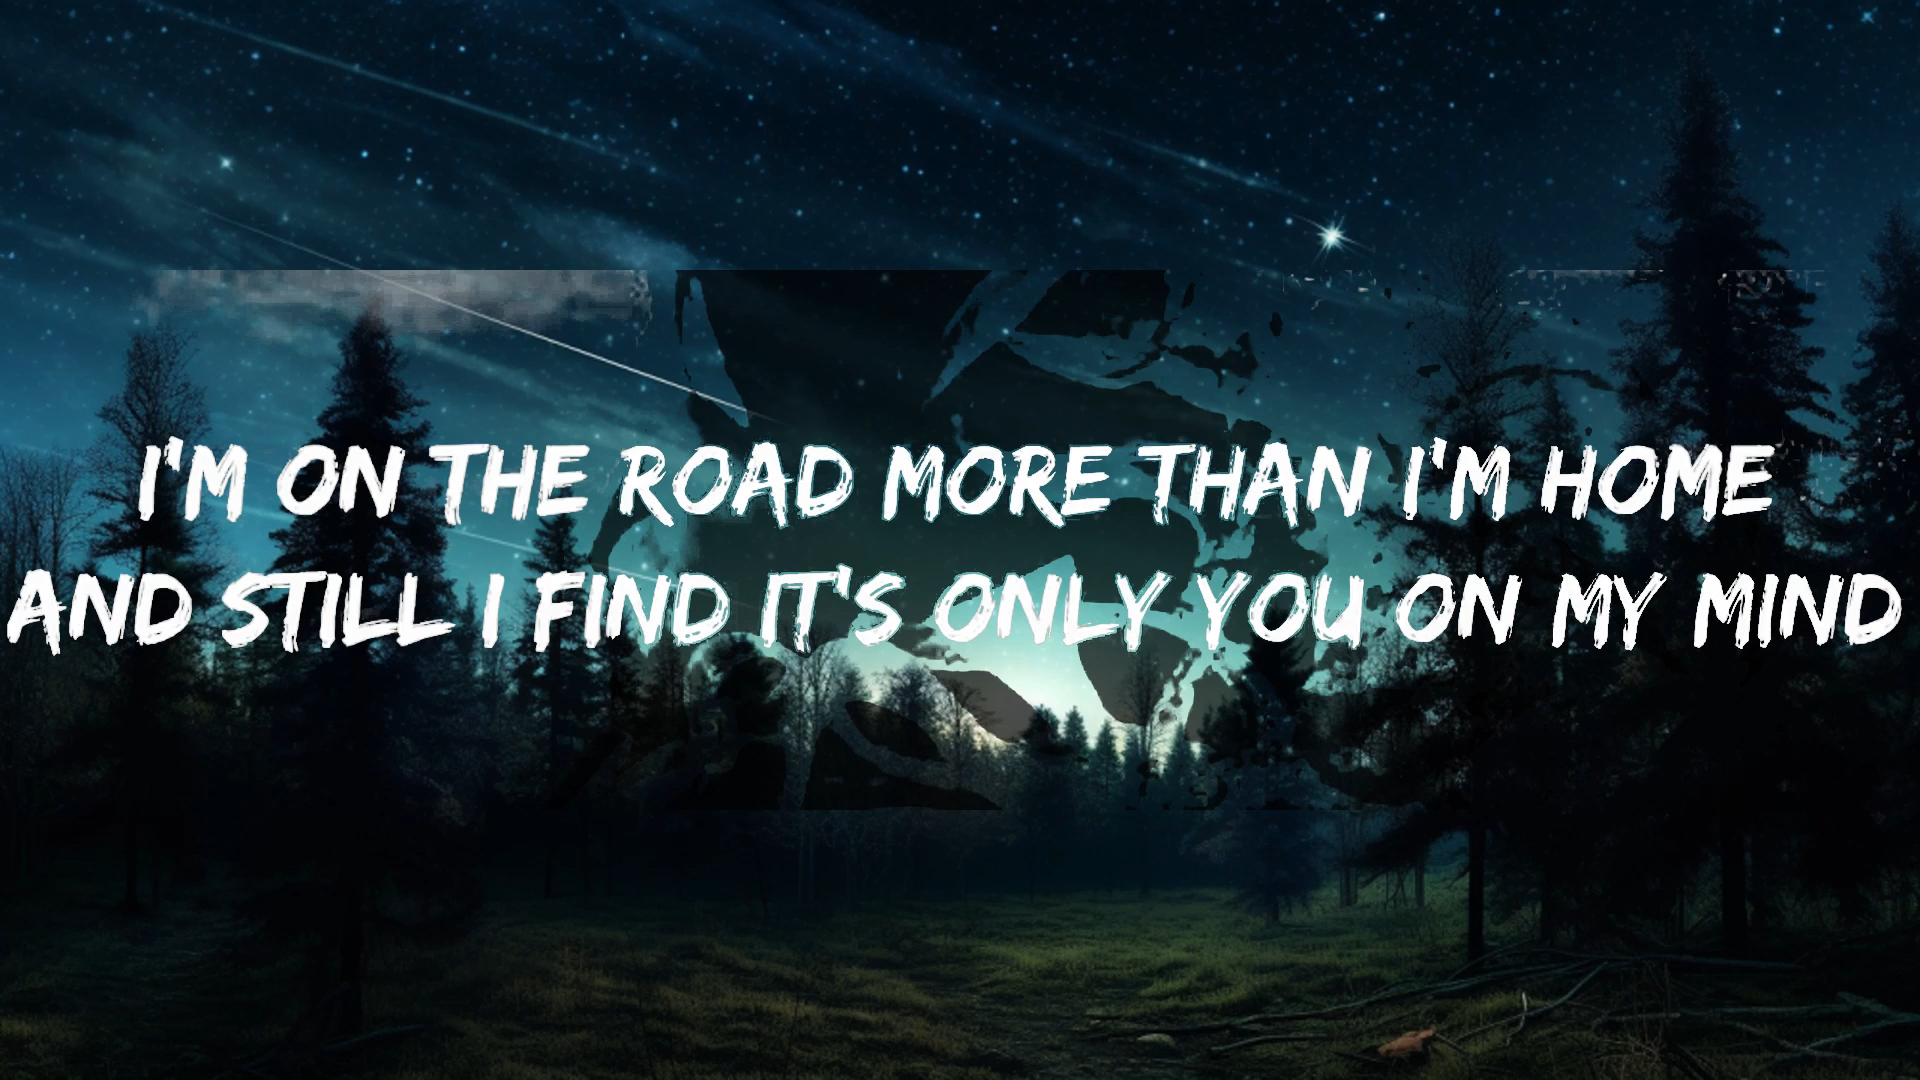 I'M ON THE ROAD MORE THAN I'M HOME
AND STILL I FIND IT'S ONLY YOU ON MY MIND